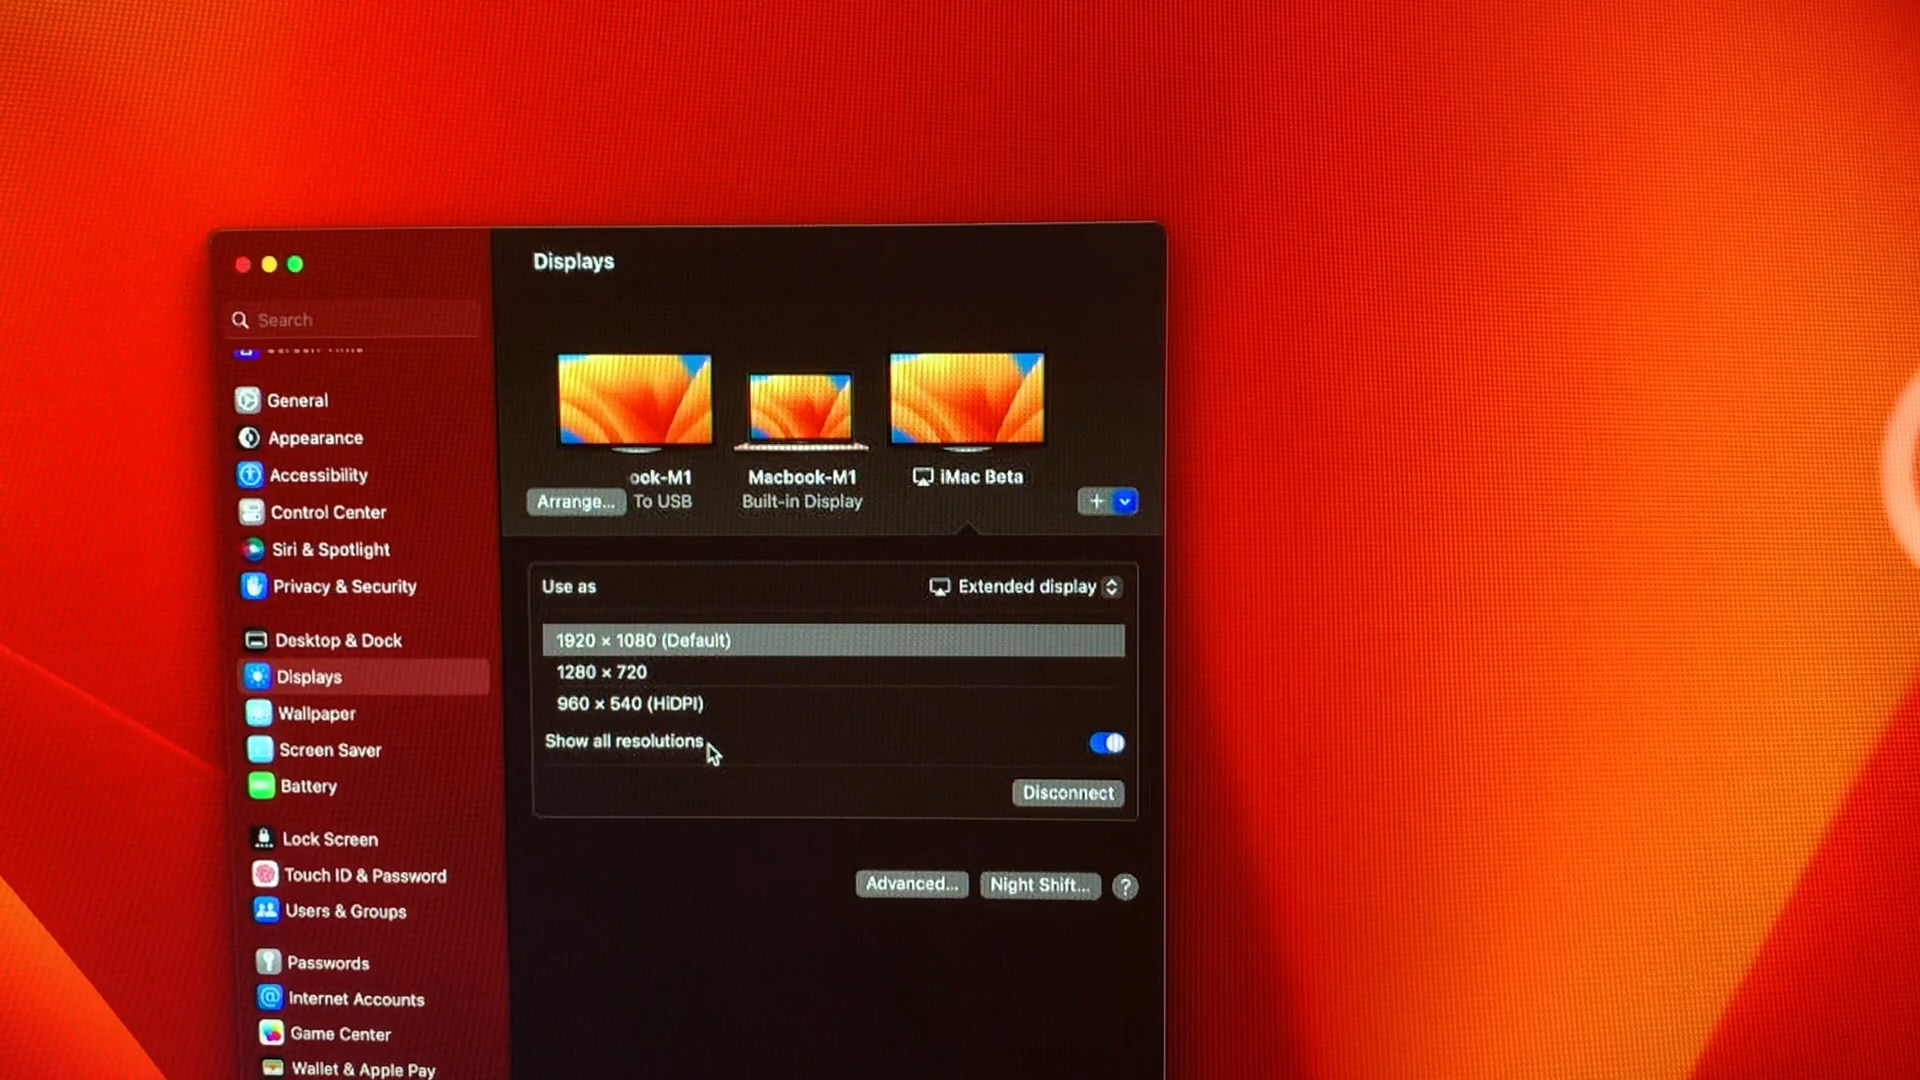 Displays
Search
General
Appearance
Accessibility
Control Center
Siri & Spotlight
Privacy & Security
Desktop & Dock
Displays
Wallpaper
Screen Saver
Battery
Lock Screen
Touch ID & Password
Users & Groups
Passwords
Internet Accounts
Game Center
Wallet & Apple Pay
ook-M1
To USB
Arrange...
Macbook-M1
Built-in Display
iMac Beta
+
Use as
Extended display
1920 × 1080 (Default)
1280 × 720
960 × 540 (HiDPI)
Show all resolutions
Disconnect
Advanced...
Night Shift...
?